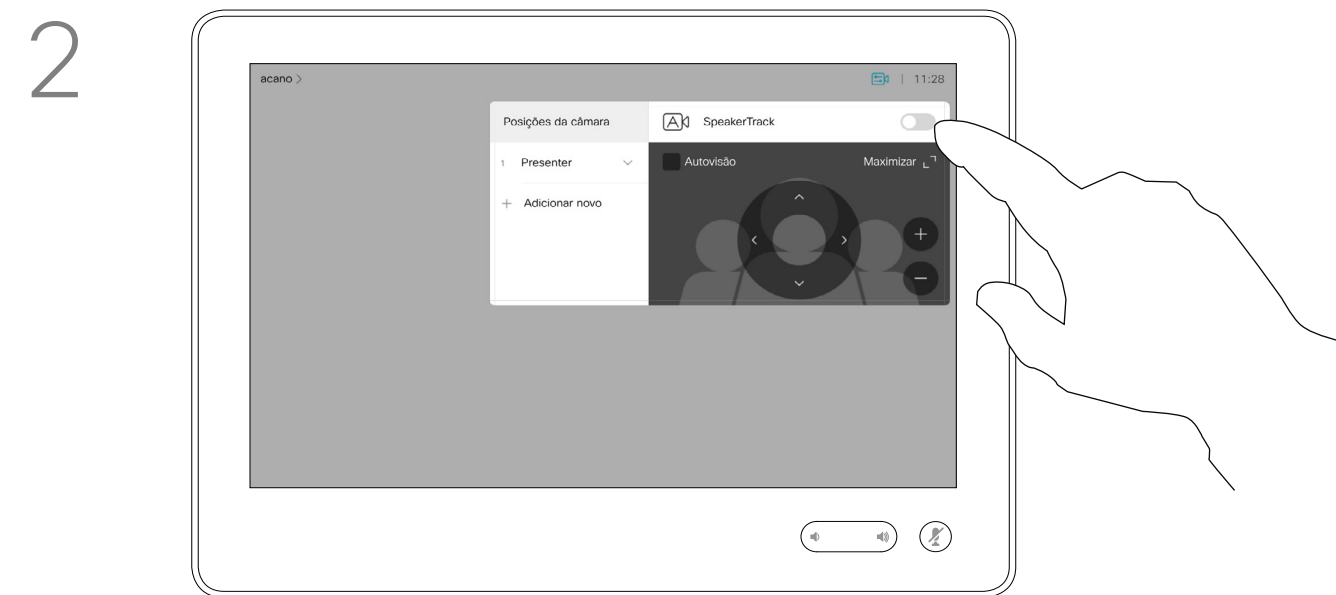 2
acano >
11:28
Posições da câmara
SpeakerTrack
1 Presenter
Autovisão
Maximizar
+ Adicionar novo